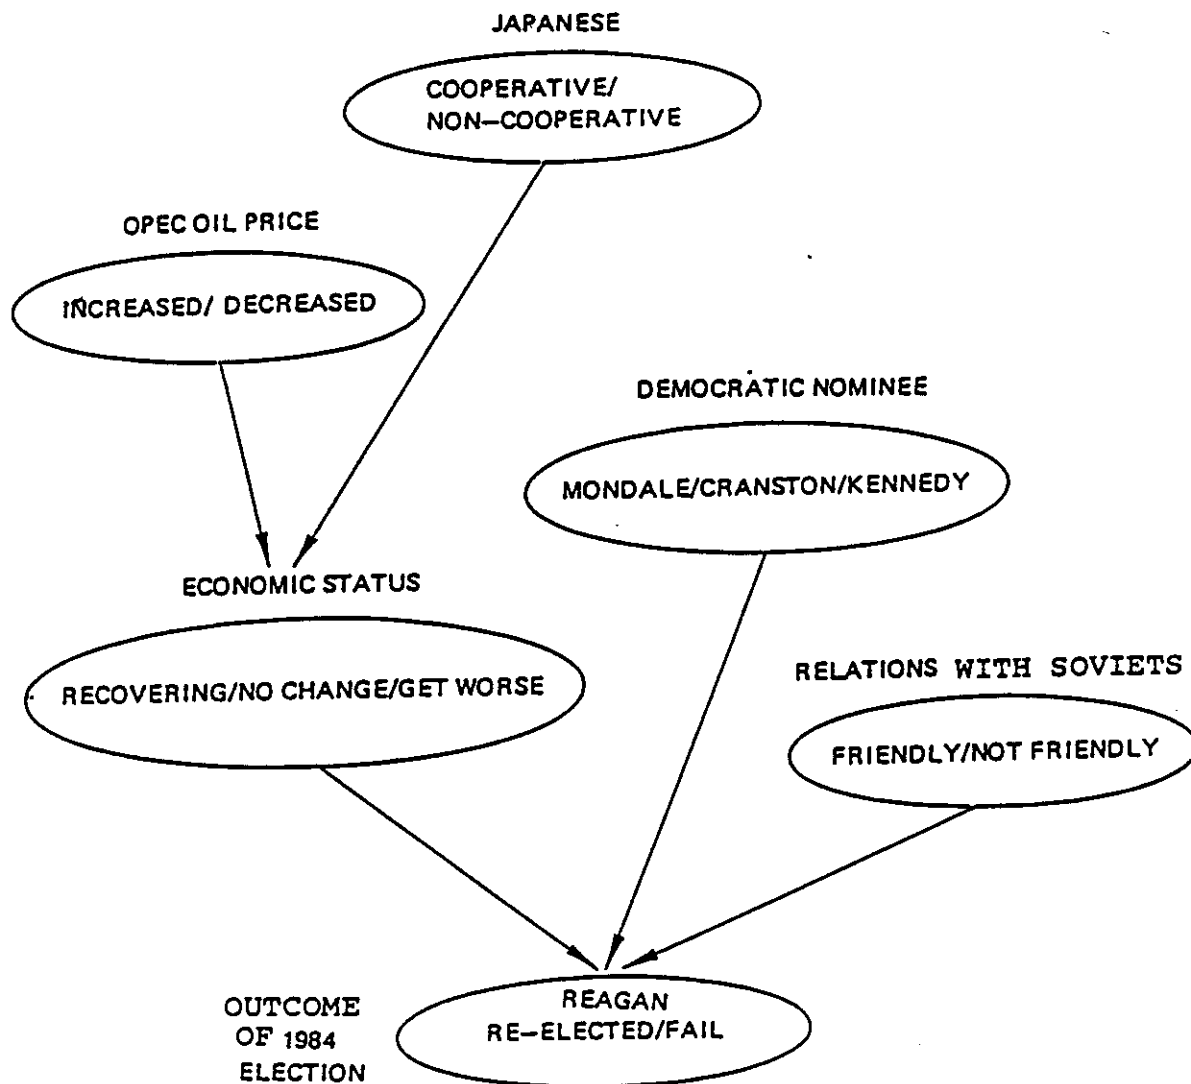 JAPANESE
COOPERATIVE/
NON-COOPERATIVE
OPEC OIL PRICE
INCREASED/ DECREASED
DEMOCRATIC NOMINEE
MONDALE/CRANSTON/KENNEDY
ECONOMIC STATUS
RECOVERING/NO CHANGE/GET WORSE
RELATIONS WITH SOVIETS
FRIENDLY/NOT FRIENDLY
OUTCOME
OF 1984
ELECTION
REAGAN
RE-ELECTED/FAIL